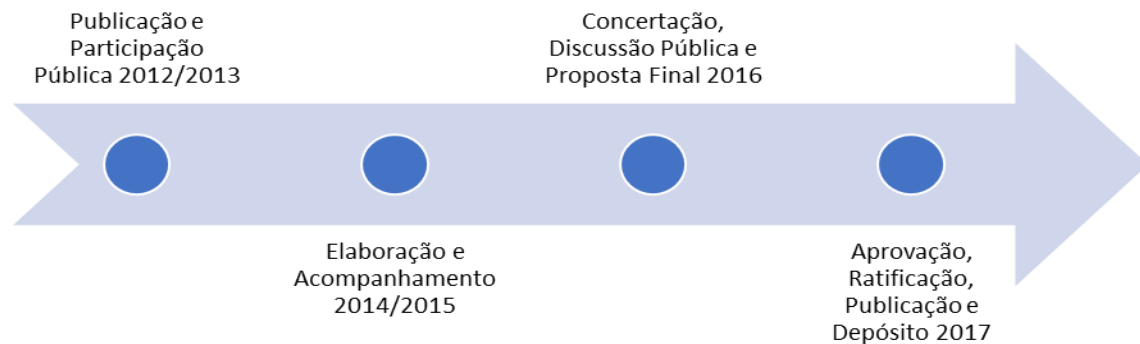 Publicação e
Participação
Pública 2012/2013
Elaboração e
Acompanhamento
2014/2015
Concertação,
Discussão Pública e
Proposta Final 2016
Aprovação,
Ratificação,
Publicação e
Depósito 2017